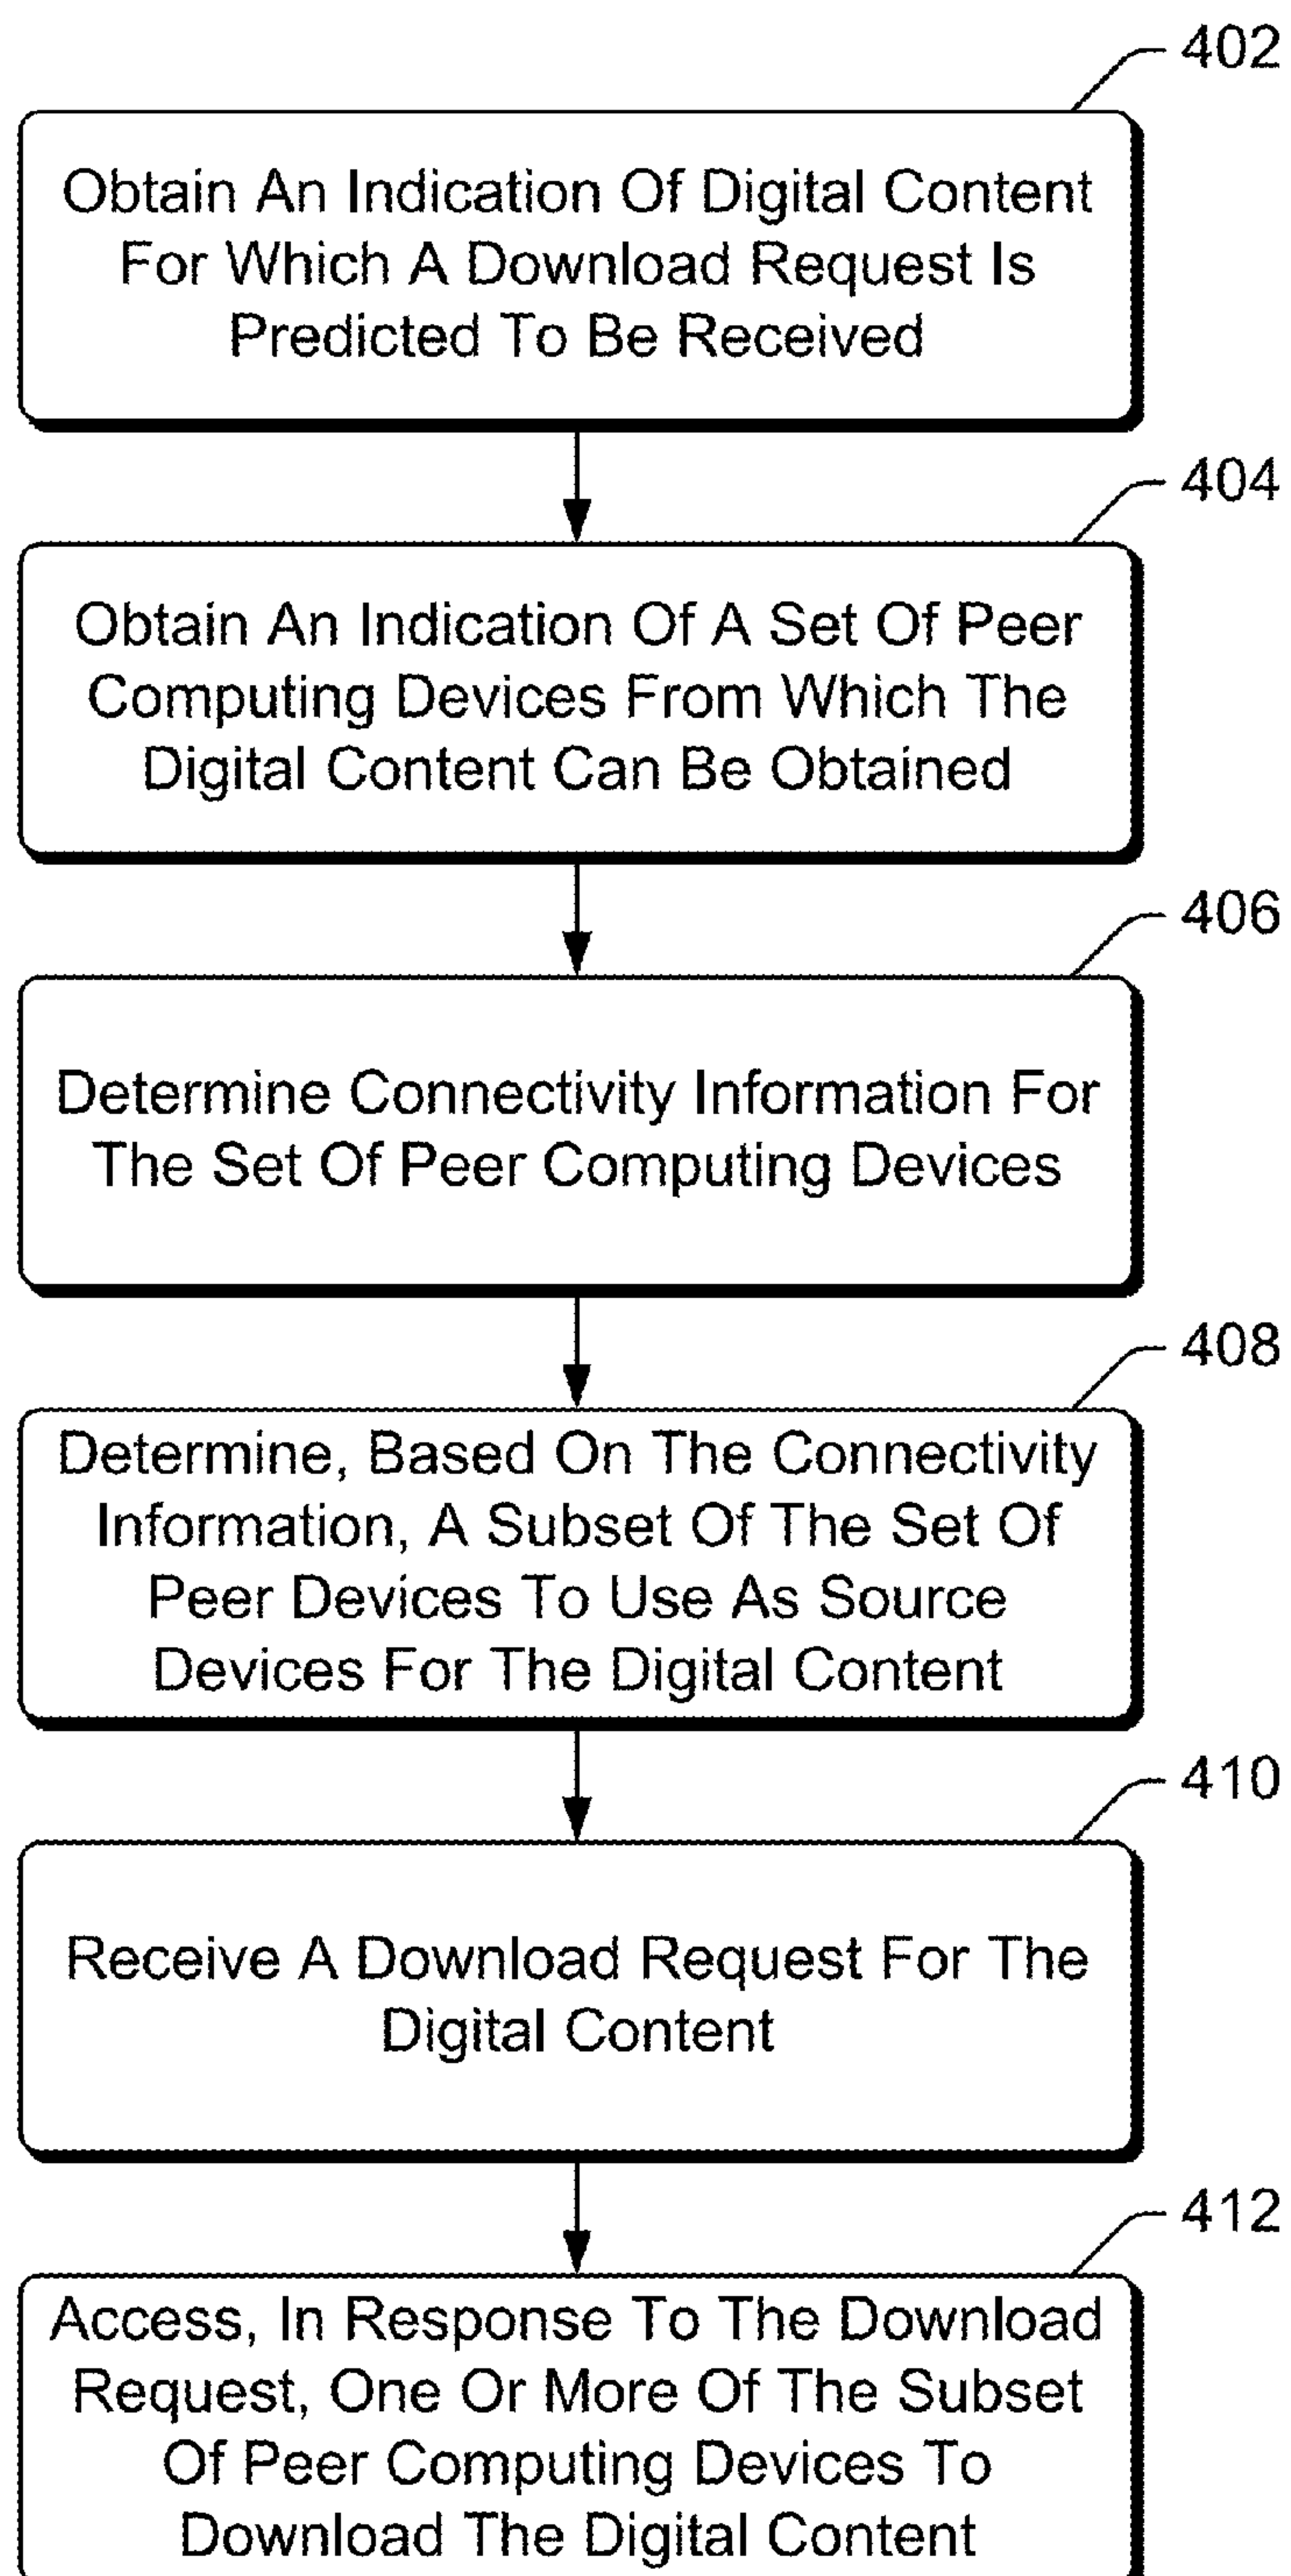 402
Obtain An Indication Of Digital Content
For Which A Download Request Is
Predicted To Be Received
404
Obtain An Indication Of A Set Of Peer
Computing Devices From Which The
Digital Content Can Be Obtained
406
Determine Connectivity Information For
The Set Of Peer Computing Devices
408
Determine, Based On The Connectivity
Information, A Subset Of The Set Of
Peer Devices To Use As Source
Devices For The Digital Content
410
Receive A Download Request For The
Digital Content
412
Access, In Response To The Download
Request, One Or More Of The Subset
Of Peer Computing Devices To
Download The Digital Content